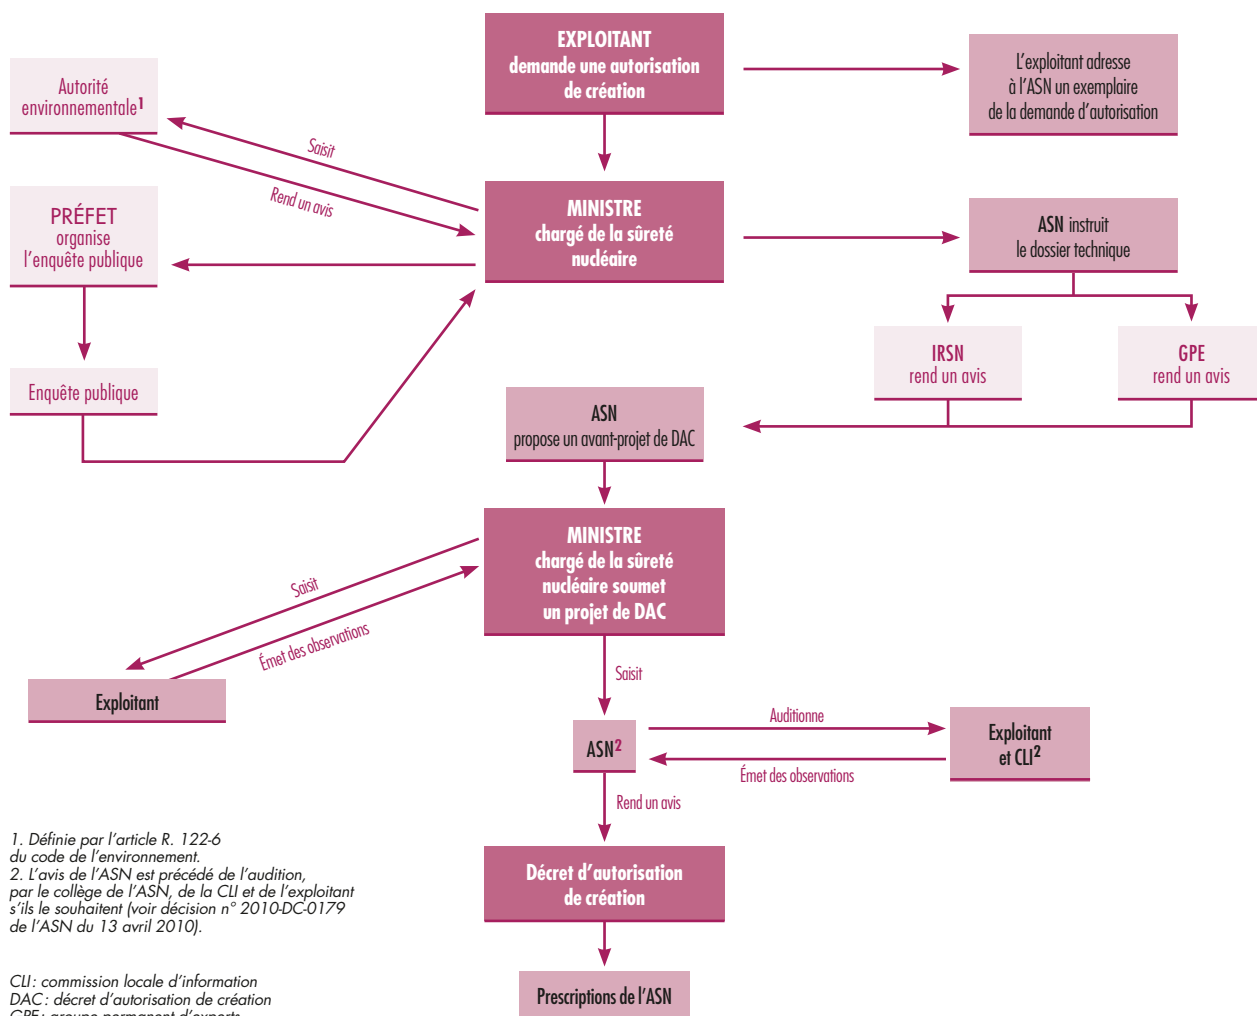 EXPLOITANT
demande une autorisation
de création
L'exploitant adresse
à l'ASN un exemplaire
de la demande d'autorisation
Autorité
environnementale1
Saisit
Rend un avis
PRÉFET
organise
l'enquête publique
MINISTRE
chargé de la sûreté
nucléaire
ASN instruit
le dossier technique
IRSN
rend un avis
GPE
rend un avis
Enquête publique
ASN
propose un avant-projet de DAC
MINISTRE
chargé de la sûreté
nucléaire soumet
un projet de DAC
Saisit
Émet des observations
Exploitant
Saisit
ASN2
Auditionne
Émet des observations
Exploitant
et CLI2
Rend un avis
Décret d'autorisation
de création
Prescriptions de l'ASN
1. Définie par l'article R. 122-6
du code de l'environnement.
2. L'avis de l'ASN est précédé de l'audition,
par le collège de l'ASN, de la CLI et de l'exploitant
s'ils le souhaitent (voir décision n° 2010-DC-0179
de l'ASN du 13 avril 2010).
CLI : commission locale d'information
DAC : décret d'autorisation de création
GPE : groupe permanent d'experts